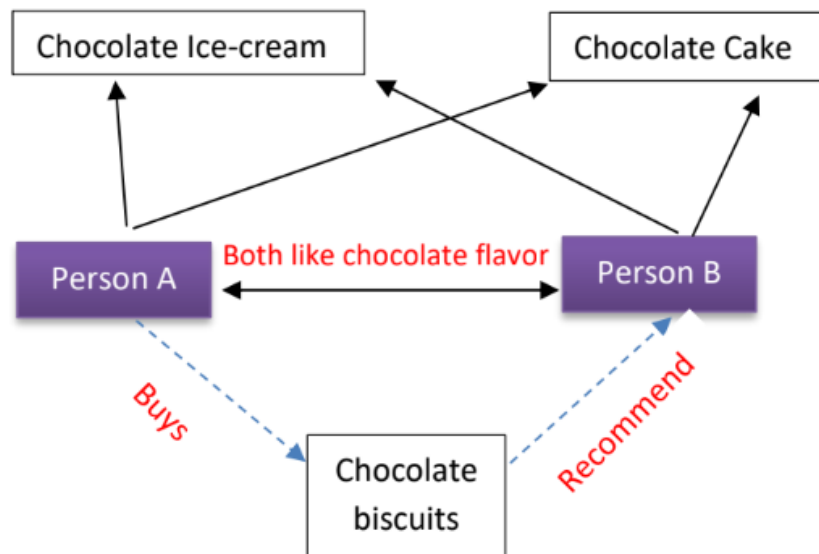 Chocolate Ice-cream
Chocolate Cake
Both like chocolate flavor
Person A
Person B
Buys
Recommend
Chocolate
biscuits